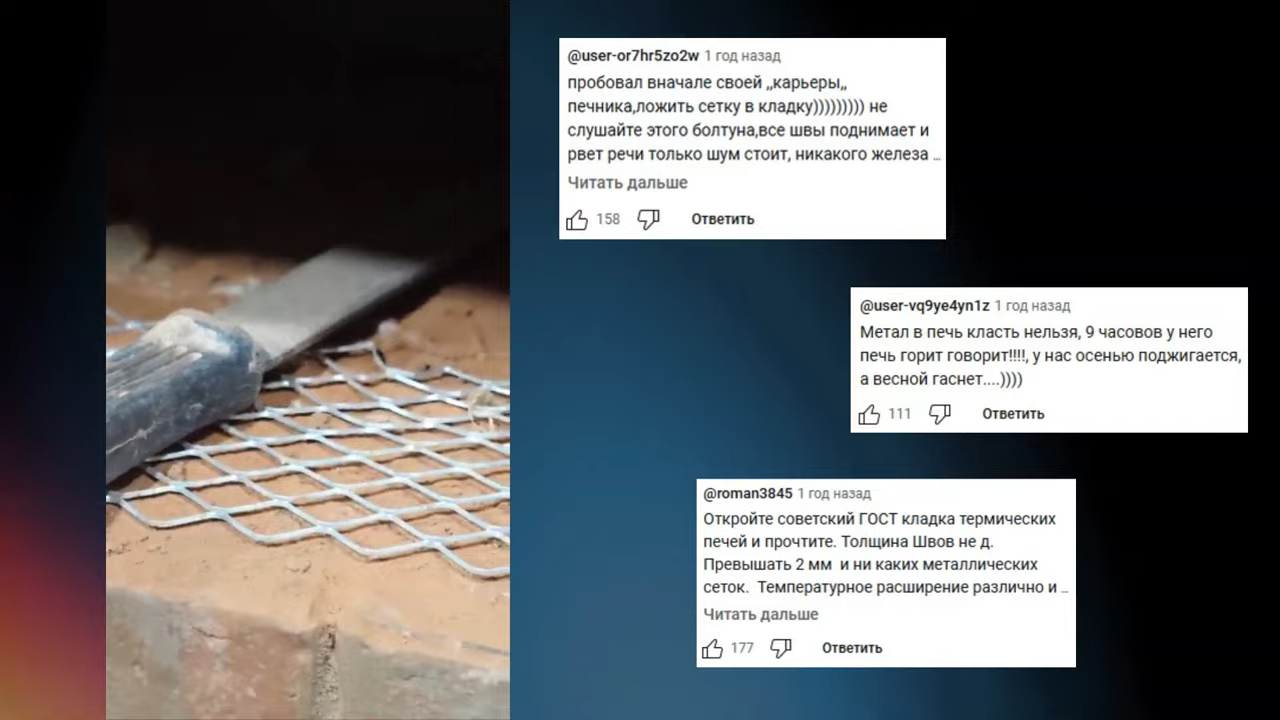 @user-or7hr5zo2w 1 год назад
пробовал вначале своей ,,карьеры,,
печника,ложить сетку в кладку))))))))) не
слушайте этого болтуна,все швы поднимает и
рвет речи только шум стоит, никакого железа ...
Читать дальше
158 Ответить
@user-vq9ye4yn1z 1 год назад
Метал в печь класть нельзя, 9 часовов у него
печь горит говорит!!!!, у нас осенью поджигается,
а весной гаснет....))))
111 Ответить
@roman3845 1 год назад
Откройте советский ГОСТ кладка термических
печей и прочтите. Толщина Швов не д.
Превышать 2 мм и ни каких металлических
сеток. Температурное расширение различно и ...
Читать дальше
177 Ответить